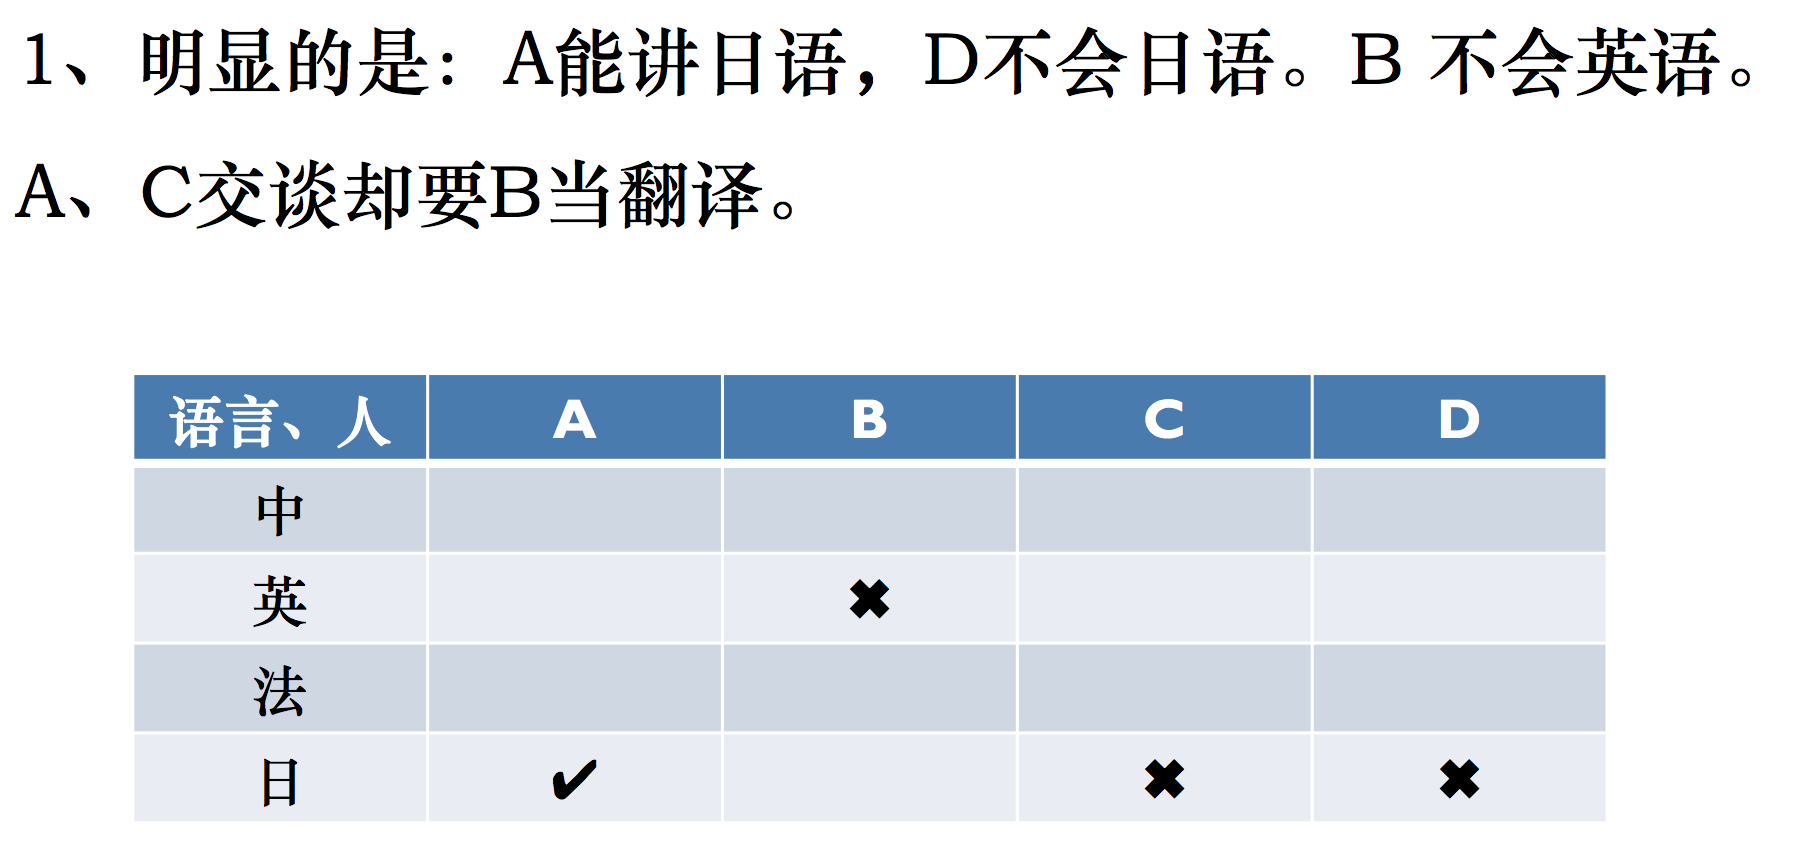 1、明显的是：A能讲日语，D不会日语。B 不会英语。
A、C交谈却要B当翻译。
语言、人 A B C D
中
英 ✖
法
日 ✔ ✖ ✖